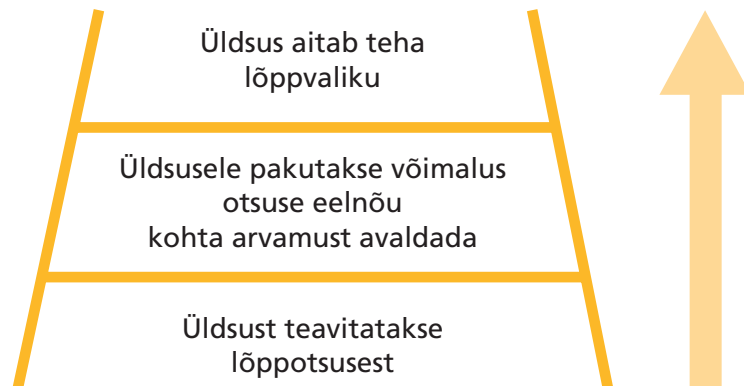 Üldsus aitab teha
lõppvaliku
Üldsusele pakutakse võimalus
otsuse eelnõu
kohta arvamust avaldada
Üldsust teavitatakse
lõppotsusest